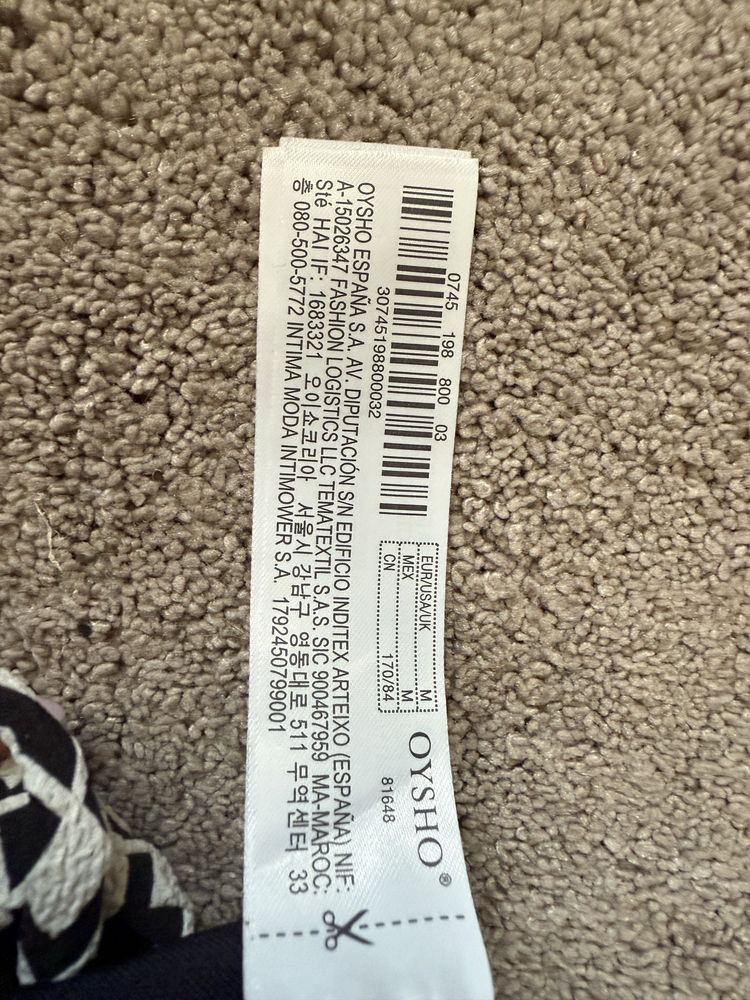 0745 198 800 03
30745198800032
EUR/USA/UK M
MEX M
CN 170/84
OYSHO®
81648
OYSHO ESPAÑA S.A. AV. DIPUTACIÓN S/N EDIFICIO INDITEX ARTEIXO (ESPAÑA) NIF:
A-15026347 FASHION LOGISTICS LLC TEMATEXTIL S.A.S. SIC 900467959 MA-MAROC:
Sté HAI IF: 1683321 오이쇼코리아 서울시 강남구 영동대로 511 무역센터 33
층 080-500-5772 INTIMA MODA INTIMOWER S.A. 1792450799001